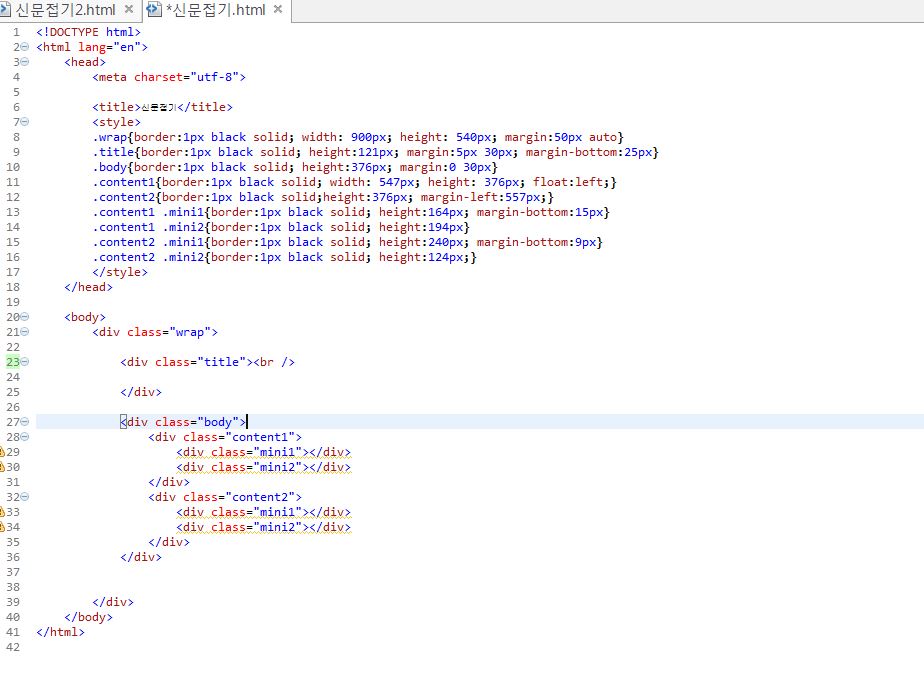 신문접기2.html *신문접기.html
1 <!DOCTYPE html>
2 <html lang="en">
3 <head>
4 <meta charset="utf-8">
5
6 <title>신문접기</title>
7 <style>
8 .wrap{border:1px black solid; width: 900px; height: 540px; margin:50px auto}
9 .title{border:1px black solid; height:121px; margin:5px 30px; margin-bottom:25px}
10 .body{border:1px black solid; height:376px; margin:0 30px}
11 .content1{border:1px black solid; width: 547px; height: 376px; float:left;}
12 .content2{border:1px black solid;height:376px; margin-left:557px;}
13 .content1 .mini1{border:1px black solid; height:164px; margin-bottom:15px}
14 .content1 .mini2{border:1px black solid; height:194px}
15 .content2 .mini1{border:1px black solid; height:240px; margin-bottom:9px}
16 .content2 .mini2{border:1px black solid; height:124px;}
17 </style>
18 </head>
19
20 <body>
21 <div class="wrap">
22
23 <div class="title"><br />
24
25 </div>
26
27 <div class="body">
28 <div class="content1">
29 <div class="mini1"></div>
30 <div class="mini2"></div>
31 </div>
32 <div class="content2">
33 <div class="mini1"></div>
34 <div class="mini2"></div>
35 </div>
36 </div>
37
38
39 </div>
40 </body>
41 </html>
42